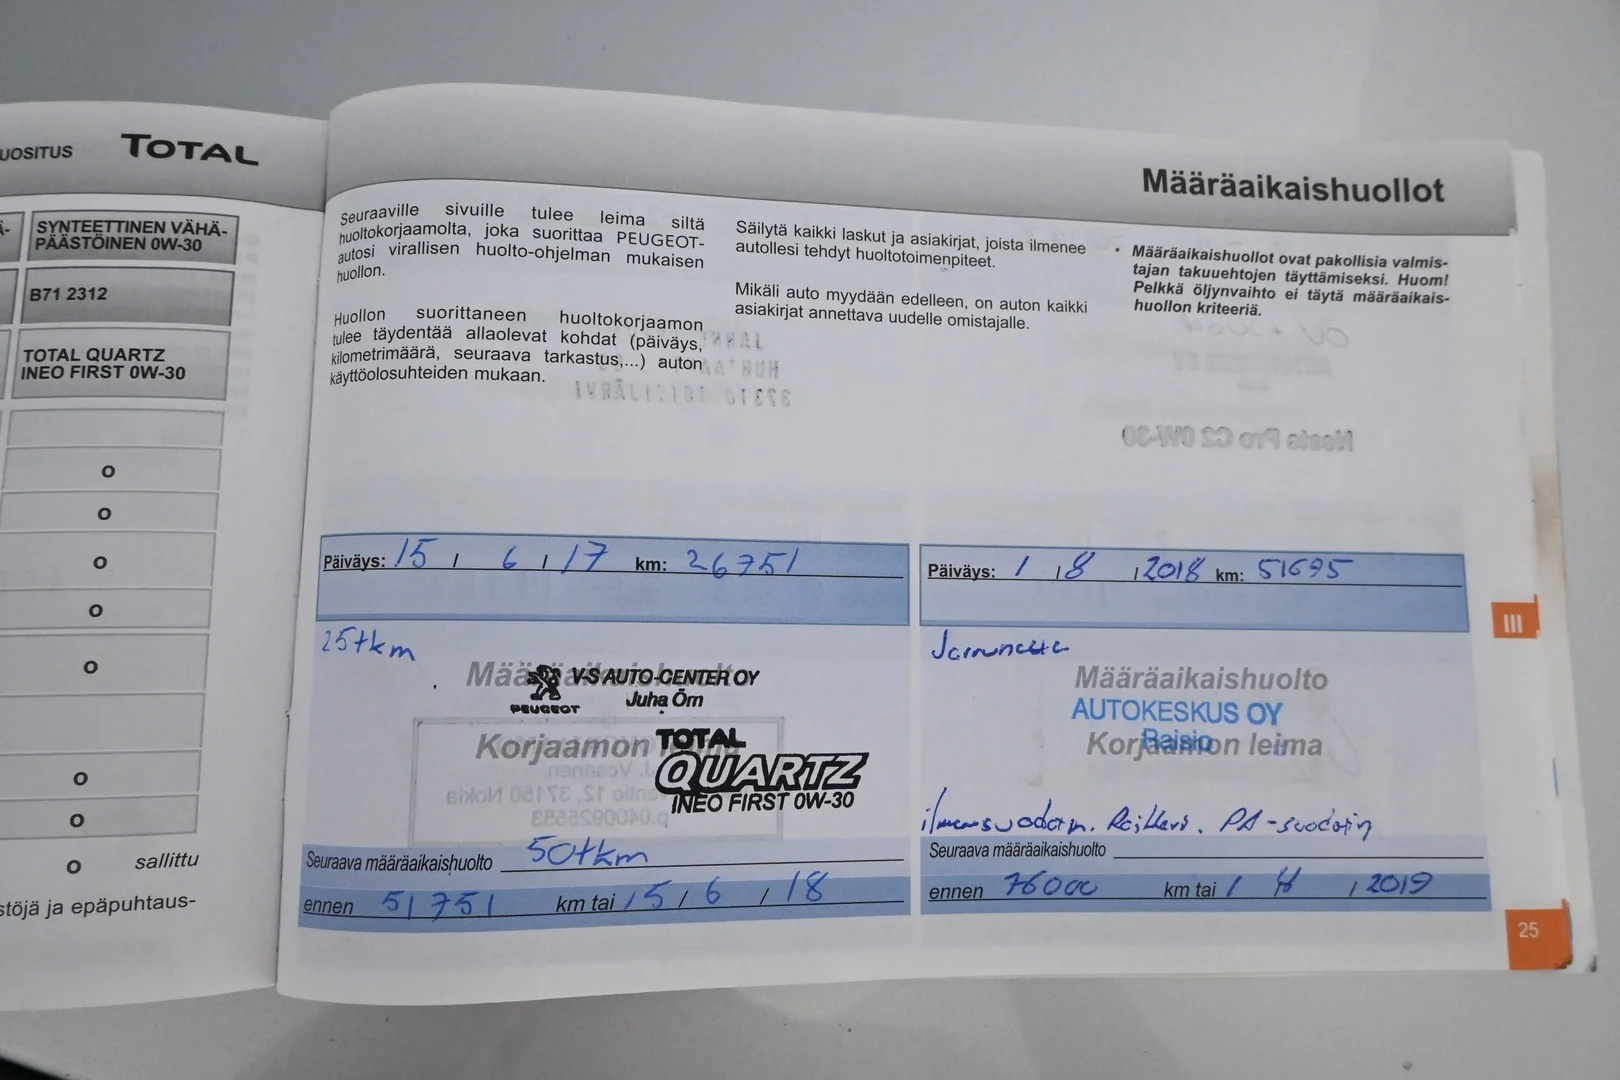 UOSITUS TOTAL
SYNTEETTINEN VÄHÄ-
PÄÄSTÖINEN 0W-30
B71 2312
TOTAL QUARTZ
INEO FIRST 0W-30
o
o
o
o
o
o
o
o sallittu
stöjä ja epäpuhtaus-
Määräaikaishuollot
Seuraaville sivuille tulee leima siltä
huoltokorjaamolta, joka suorittaa PEUGEOT-
autosi virallisen huolto-ohjelman mukaisen
huollon.
Huollon suorittaneen huoltokorjaamon
tulee täydentää allaolevat kohdat (päiväys,
kilometrimäärä, seuraava tarkastus,...) auton
käyttöolosuhteiden mukaan.
Säilytä kaikki laskut ja asiakirjat, joista ilmenee
autollesi tehdyt huoltotoimenpiteet.
Mikäli auto myydään edelleen, on auton kaikki
asiakirjat annettava uudelle omistajalle.
• Määräaikaishuollot ovat pakollisia valmis-
tajan takuuehtojen täyttämiseksi. Huom!
Pelkkä öljynvaihto ei täytä määräaikais-
huollon kriteeriä.
Päiväys: 15 / 6 / 17 km: 26751
25tkm
Määräaikaishuolto
V-S AUTO-CENTER OY
PEUGEOT Juha Örn
Korjaamon leima
TOTAL
QUARTZ
INEO FIRST 0W-30
Seuraava määräaikaishuolto 50tkm
ennen 51751 km tai 15 / 6 / 18
Päiväys: 1 / 8 / 2018 km: 51695
Jarruneste
Määräaikaishuolto
AUTOKESKUS OY
Raisio
Korjaamon leima
ilmansuodatin. Raitisilm. PA-suodatin
Seuraava määräaikaishuolto
ennen 76000 km tai 1 / 8 / 2019
III
25